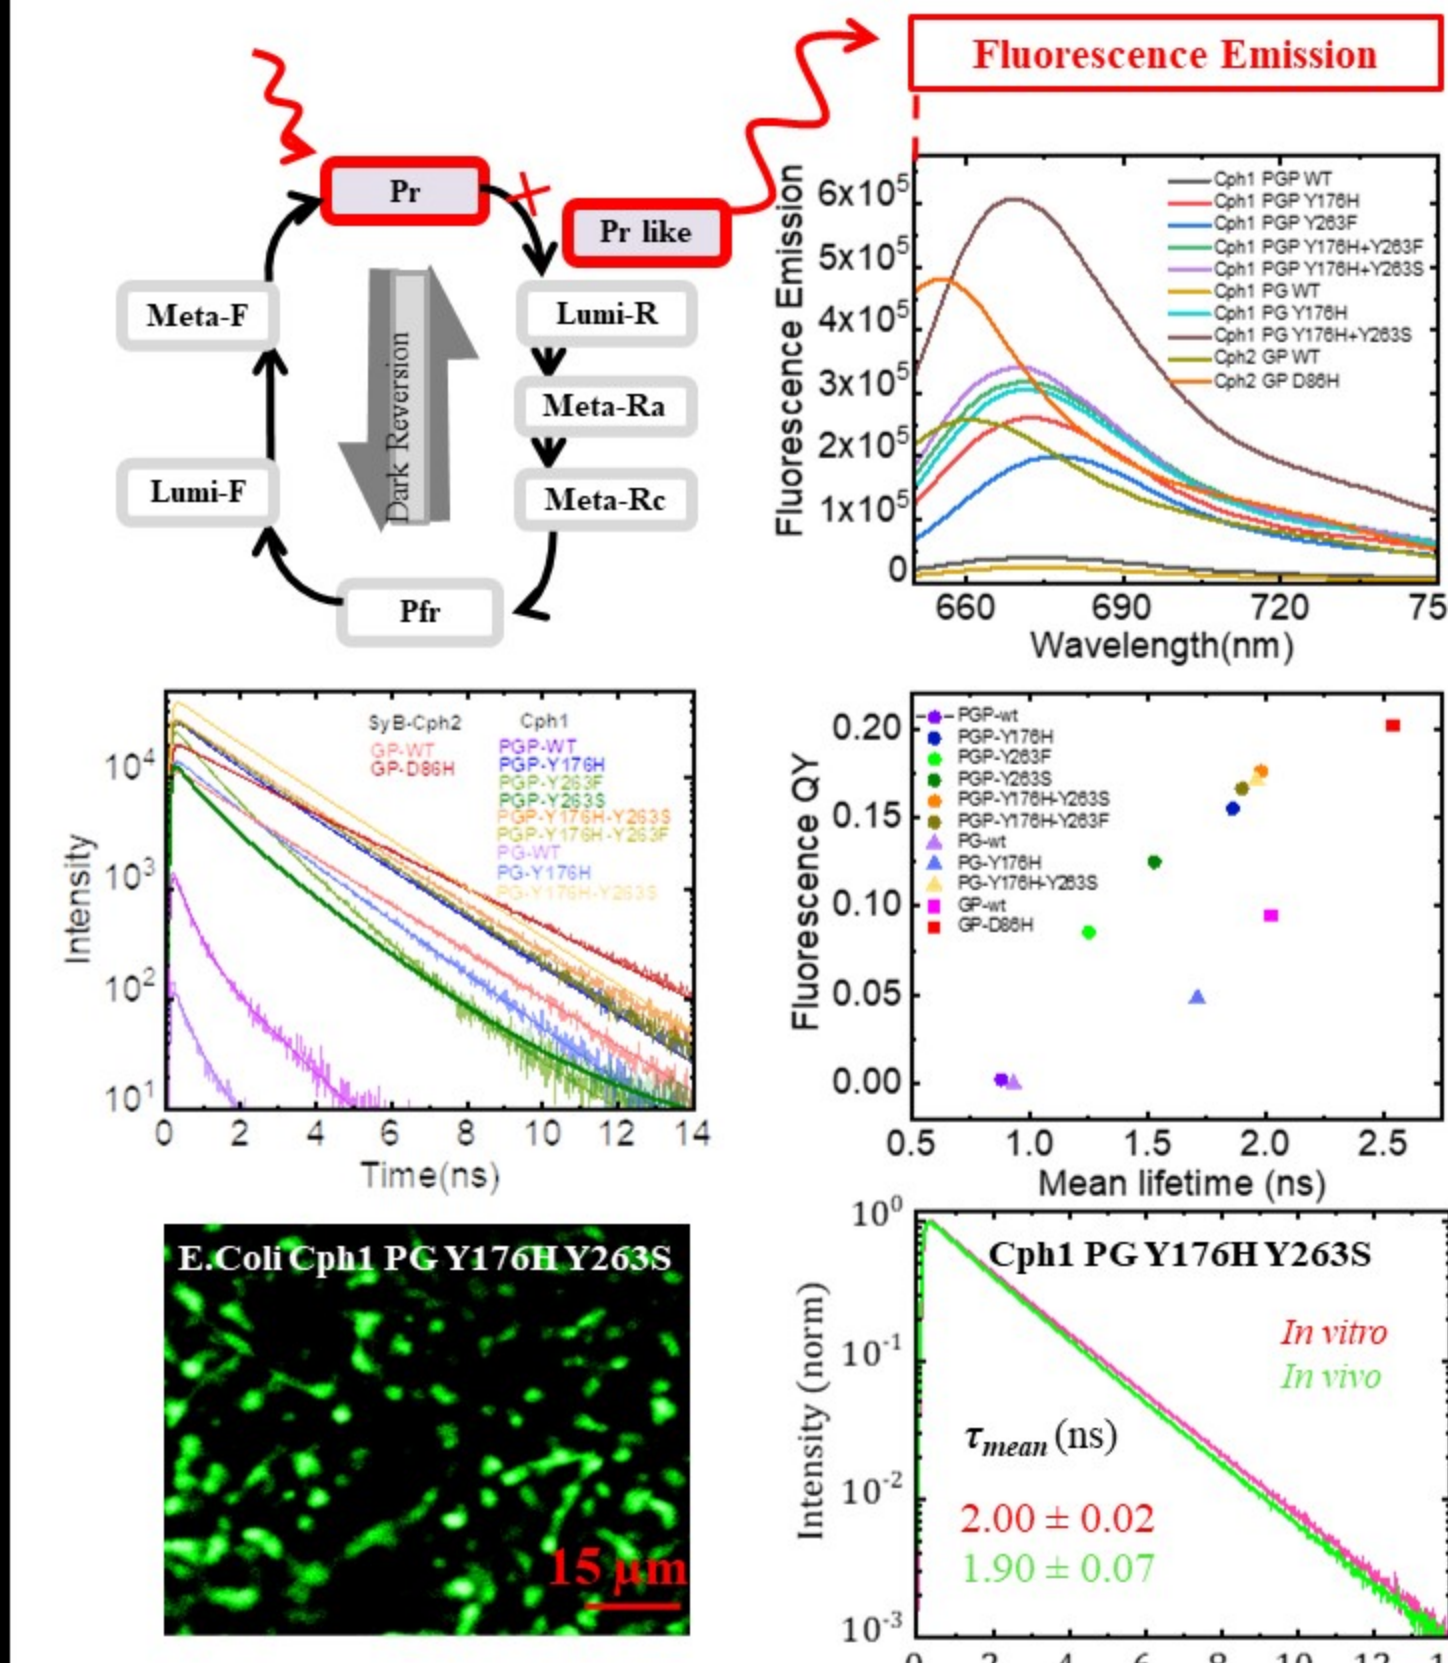 Fluorescence Emission
Pr
Pr like
Meta-F
Lumi-R
Dark Reversion
Meta-Ra
Lumi-F
Meta-Rc
Pfr
Fluorescence Emission
6x10⁵
5x10⁵
4x10⁵
3x10⁵
2x10⁵
1x10⁵
0
Cph1 PGP WT
Cph1 PGP Y176H
Cph1 PGP Y263F
Cph1 PGP Y176H+Y263F
Cph1 PGP Y176H+Y263S
Cph1 PG WT
Cph1 PG Y176H
Cph1 PG Y176H+Y263S
Cph2 GP WT
Cph2 GP D86H
660 690 720 75
Wavelength(nm)
Intensity
10⁴
10³
10²
10¹
SyB-Cph2
GP-WT
GP-D86H
Cph1
PGP-WT
PGP-Y176H
PGP-Y263F
PGP-Y263S
PGP-Y176H-Y263S
PGP-Y176H-Y263F
PG-WT
PG-Y176H
PG-Y176H-Y263S
0 2 4 6 8 10 12 14
Time(ns)
Fluorescence QY
0.20
0.15
0.10
0.05
0.00
PGP-wt
PGP-Y176H
PGP-Y263F
PGP-Y263S
PGP-Y176H-Y263S
PGP-Y176H-Y263F
PG-wt
PG-Y176H
PG-Y176H-Y263S
GP-wt
GP-D86H
0.5 1.0 1.5 2.0 2.5
Mean lifetime (ns)
E.Coli Cph1 PG Y176H Y263S
15 µm
Intensity (norm)
10⁰
10⁻¹
10⁻²
10⁻³
Cph1 PG Y176H Y263S
In vitro
In vivo
τmean (ns)
2.00 ± 0.02
1.90 ± 0.07
0 2 4 6 8 10 12 1